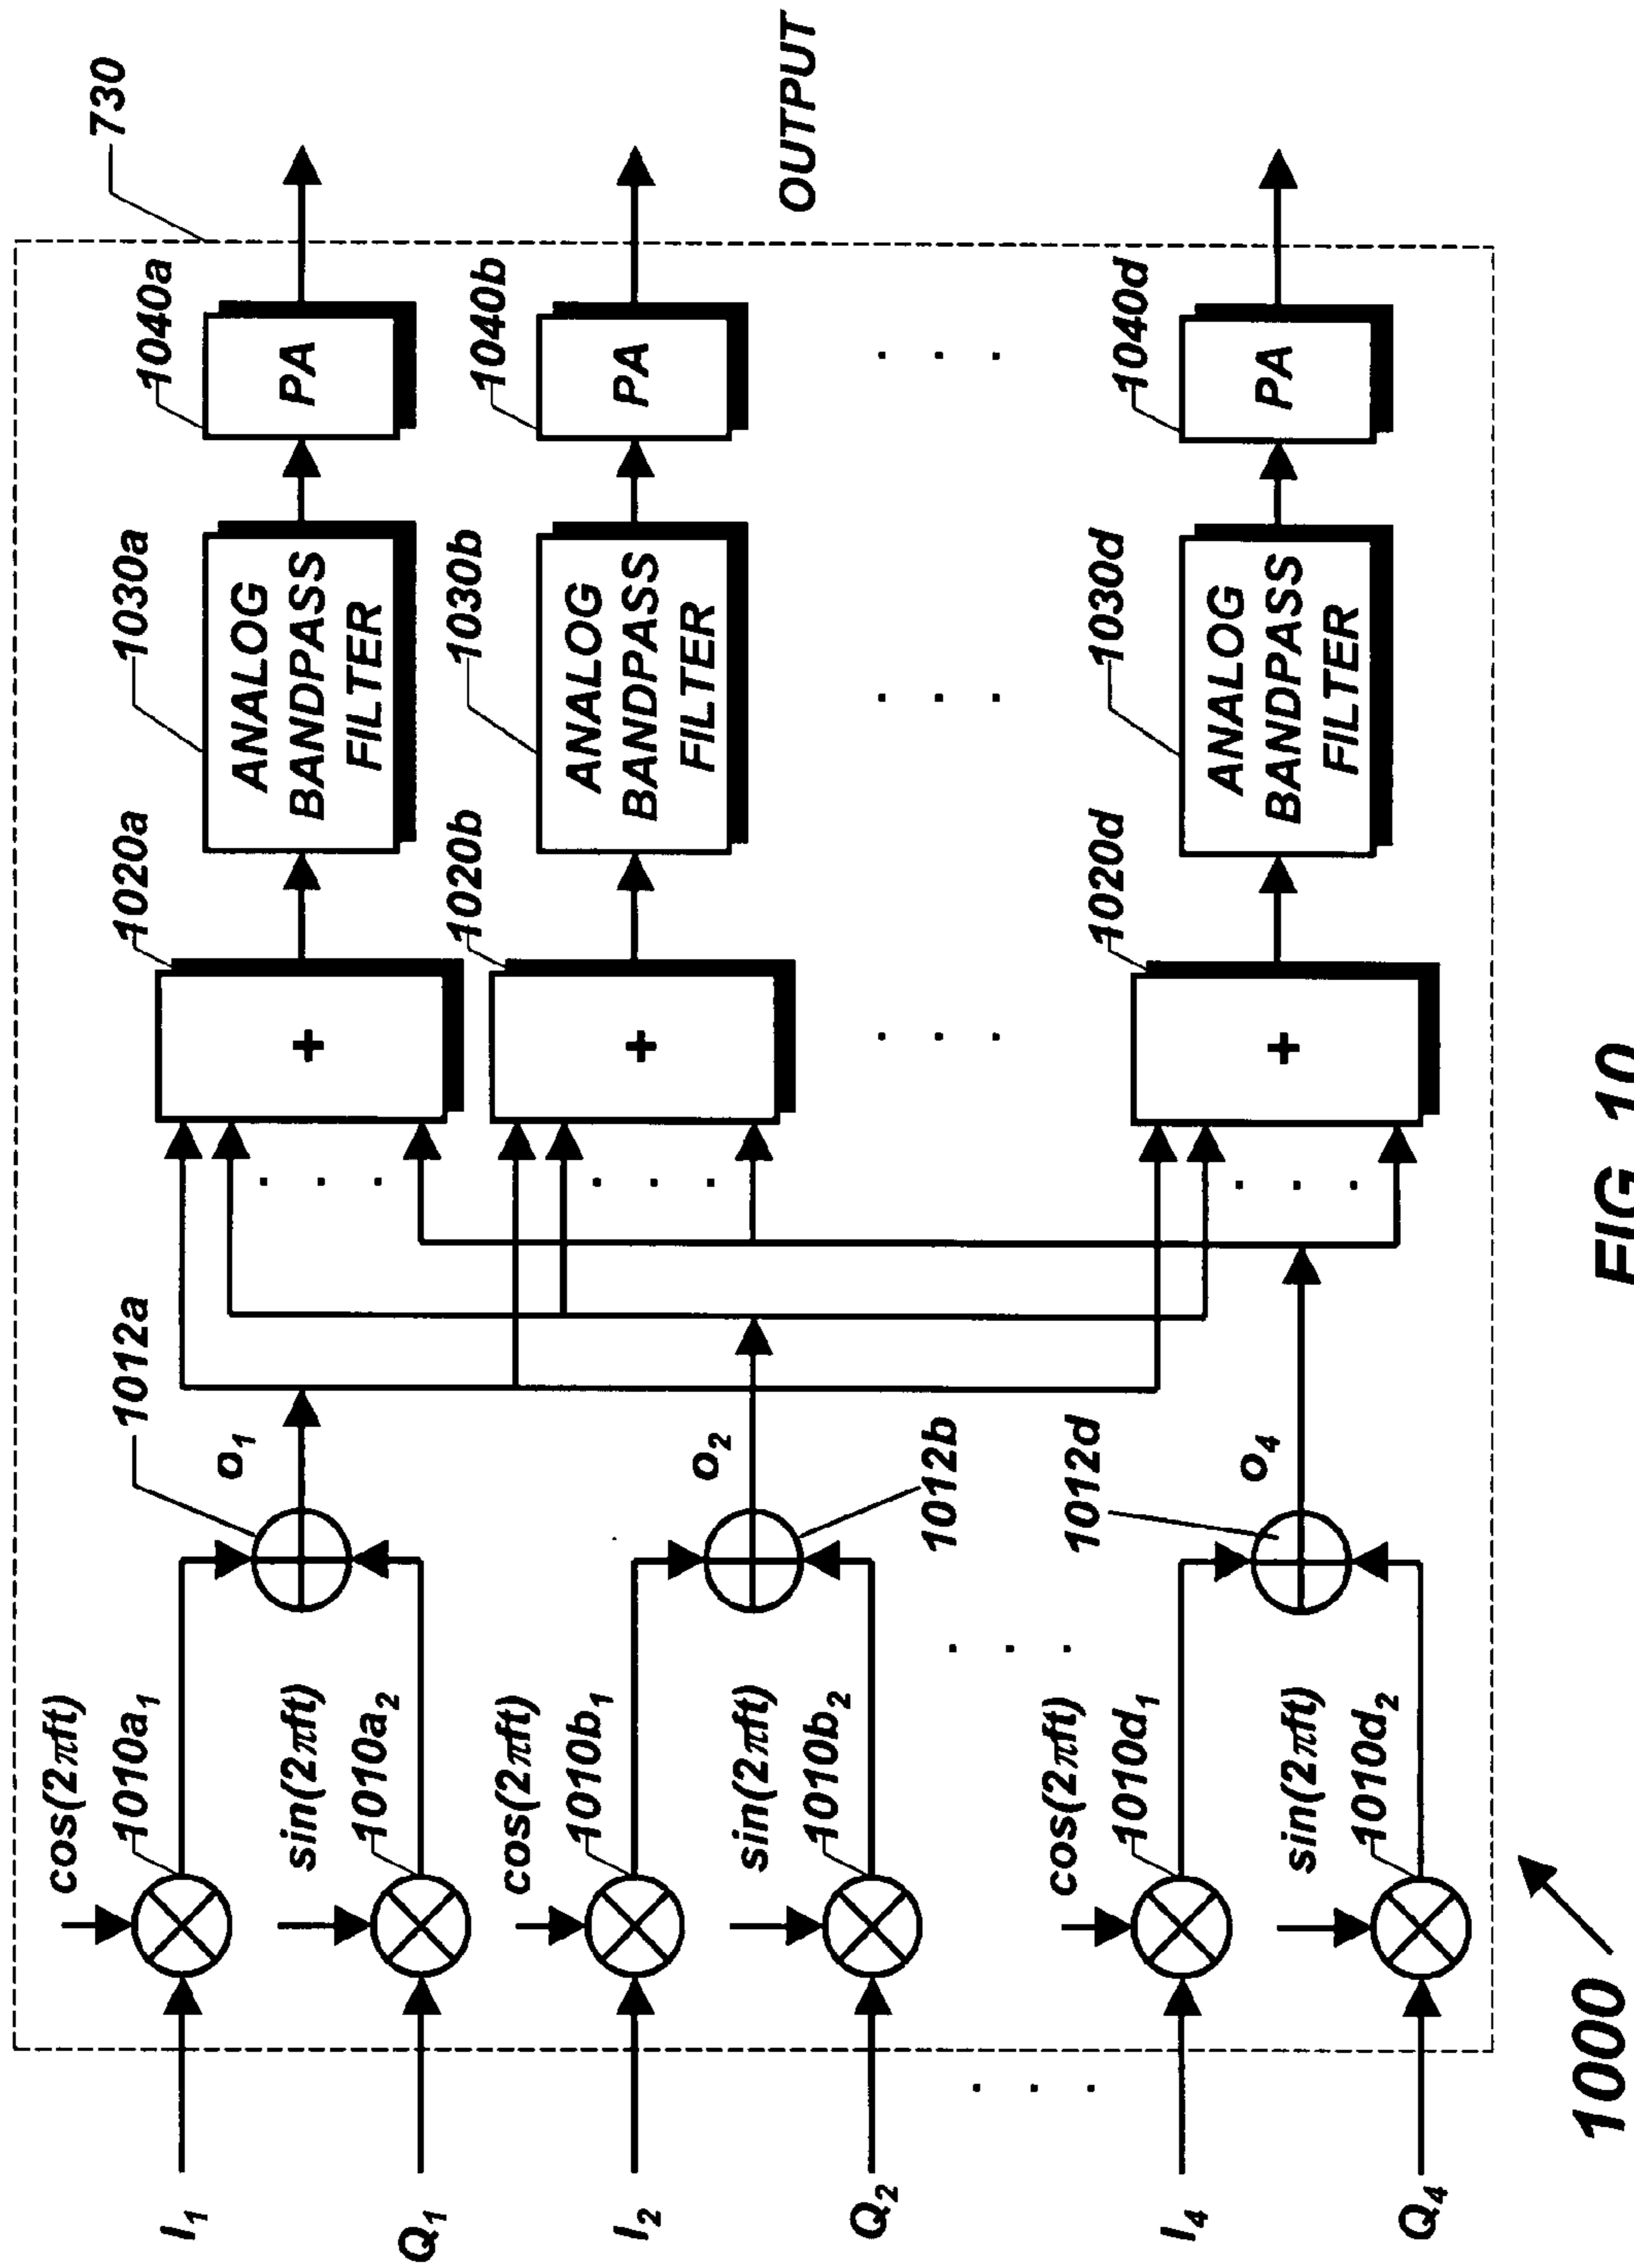 730
1040a
1030a
1020a
1012a
cos(2πft)
1010a1
O1
+
ANALOG
BANDPASS
FILTER
PA
I1
sin(2πft)
1010a2
Q1
1040b
1030b
1020b
cos(2πft)
1010b1
+
ANALOG
BANDPASS
FILTER
PA
I2
O2
sin(2πft)
1010b2
Q2
OUTPUT
1012b
1012d
1040d
1030d
1020d
cos(2πft)
1010d1
I4
O4
+
ANALOG
BANDPASS
FILTER
PA
sin(2πft)
1010d2
Q4
1000
FIG. 10